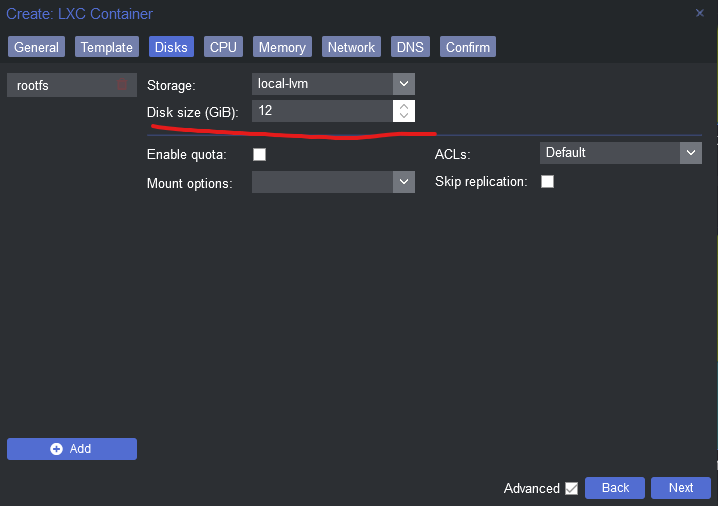 Create: LXC Container
General Template Disks CPU Memory Network DNS Confirm
rootfs
Storage: local-lvm
Disk size (GiB): 12
Enable quota: ACLs: Default
Mount options: Skip replication:
Add
Advanced Back Next